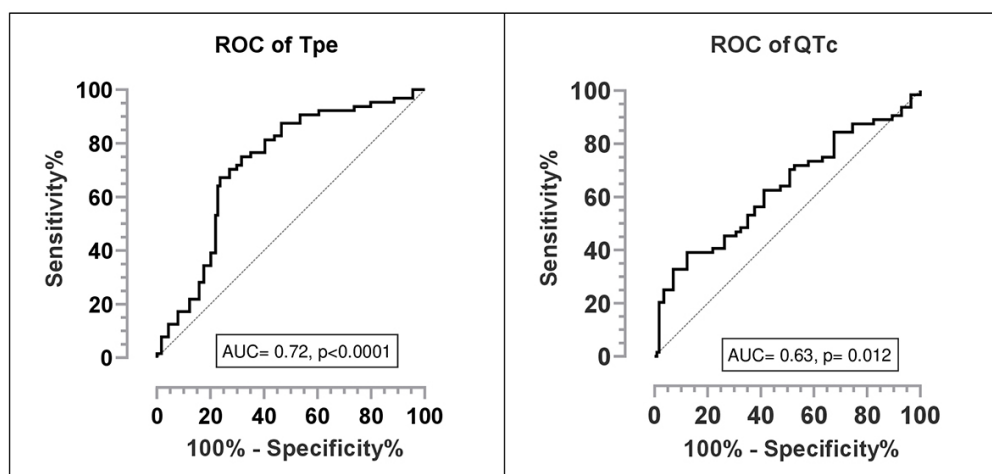 ROC of Tpe
100
80
60
40
20
0
Sensitivity%
AUC= 0.72, p<0.0001
0 20 40 60 80 100
100% - Specificity%
ROC of QTc
100
80
60
40
20
0
Sensitivity%
AUC= 0.63, p= 0.012
0 20 40 60 80 100
100% - Specificity%